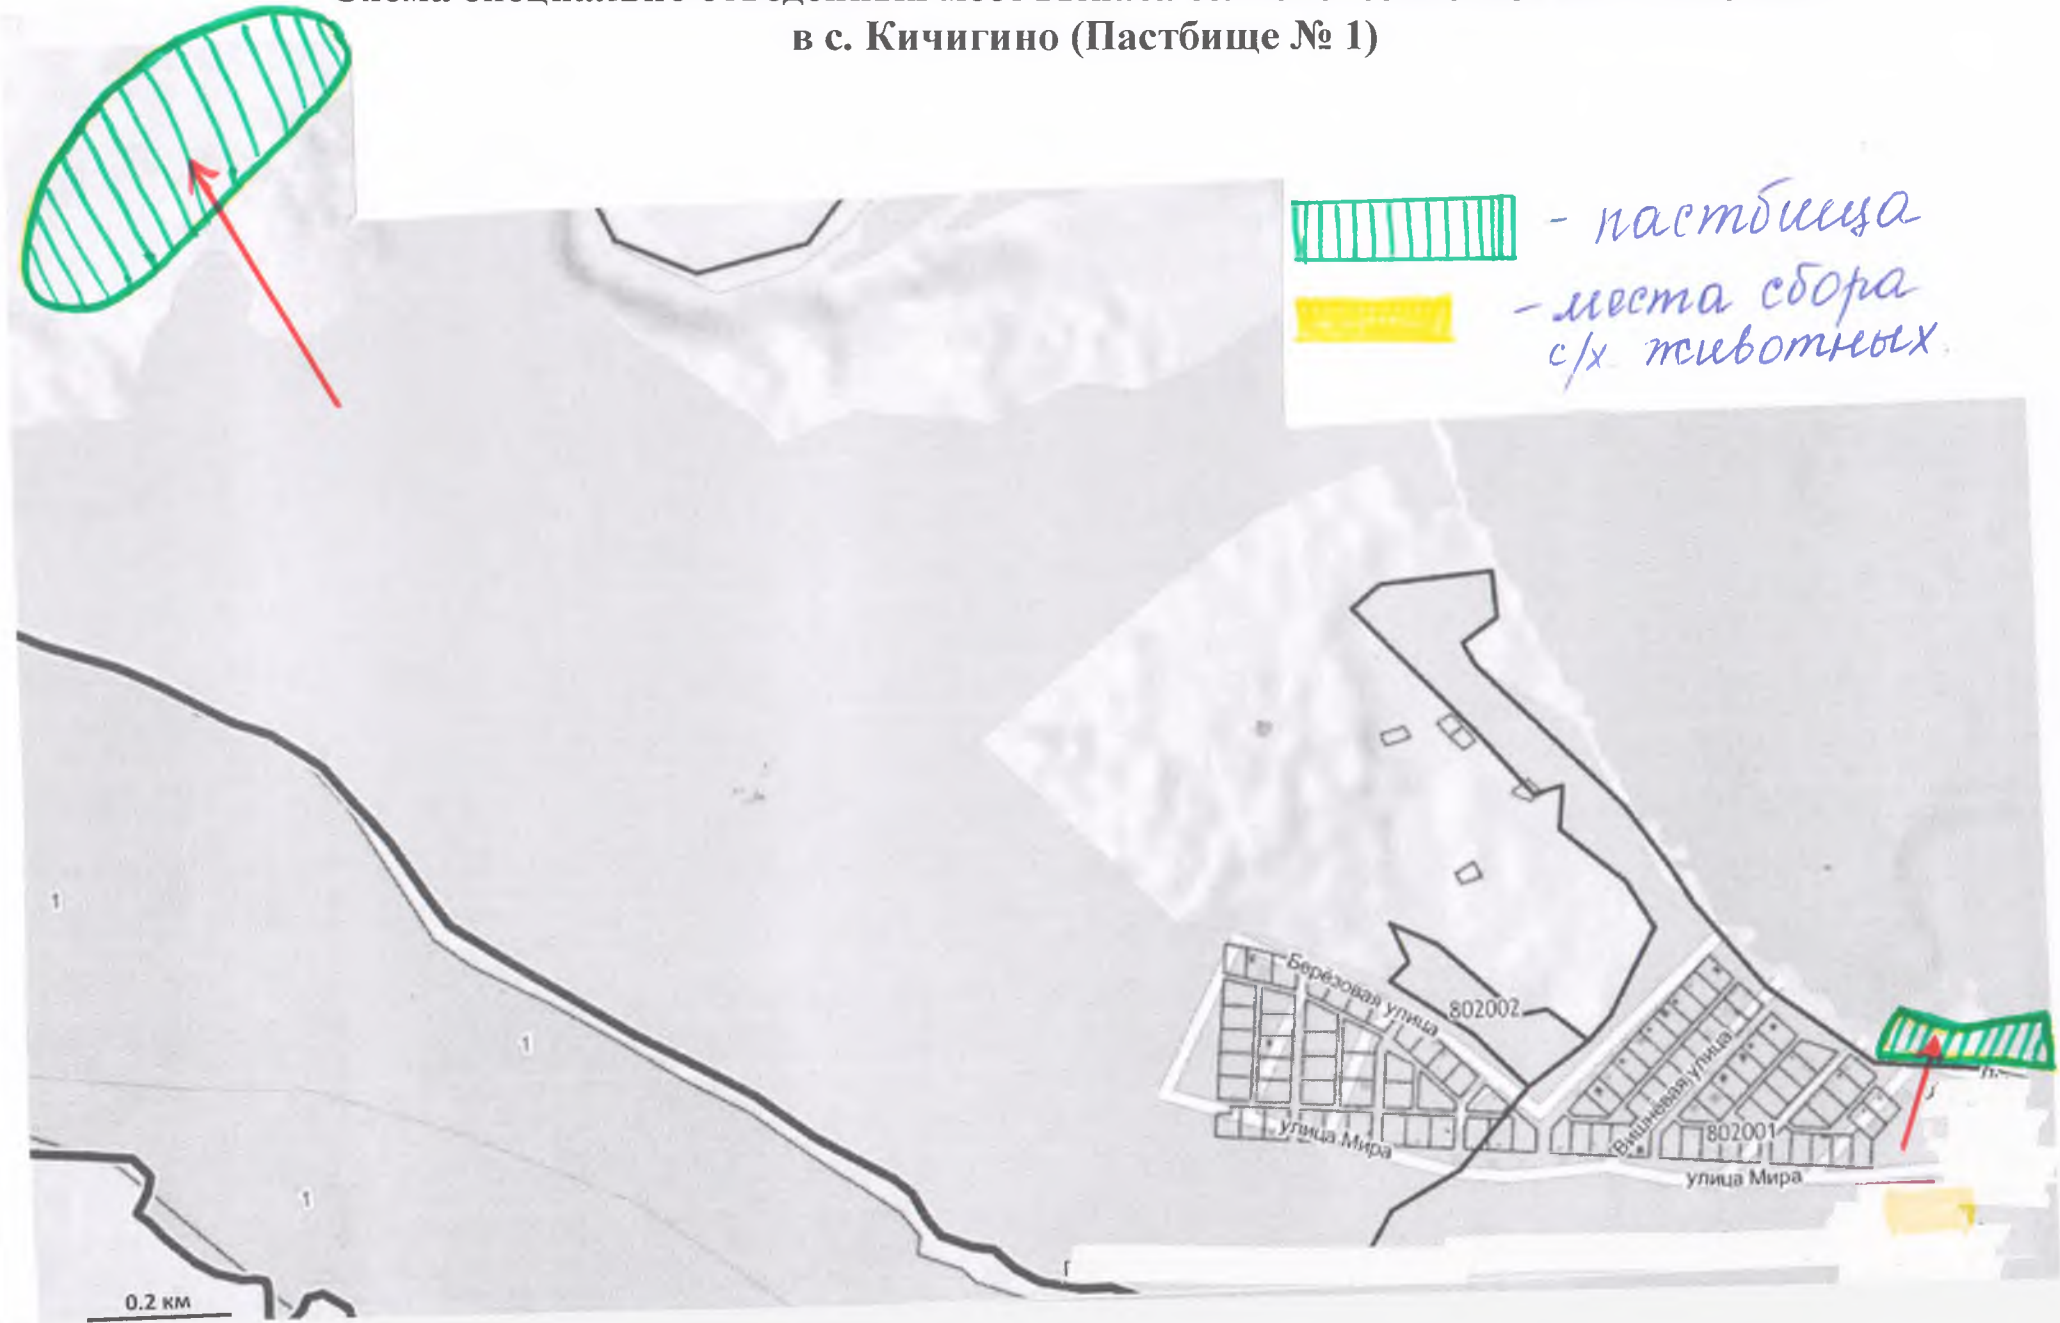 в с. Кичигино (Пастбище № 1)
- пастбища
- места сбора
с/х животных
1
Берёзовая улица
802002
1
Вишневая улица
802001
улица Мира
улица Мира
1
0.2 км